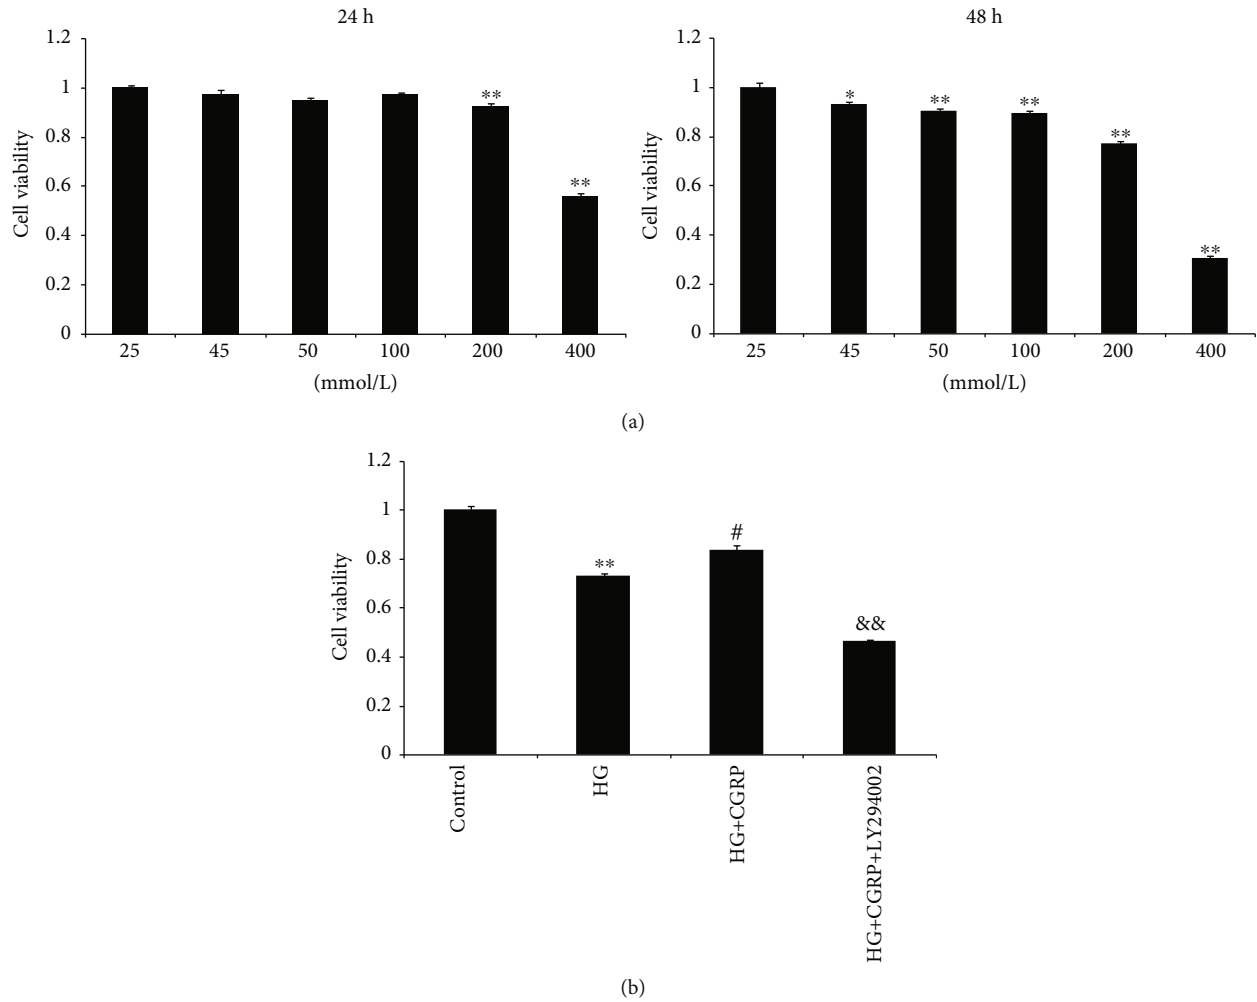 24 h
1.2
1
0.8
0.6
0.4
0.2
0
Cell viability
**
**
25 45 50 100 200 400
(mmol/L)
48 h
1.2
1
0.8
0.6
0.4
0.2
0
Cell viability
*
**
**
**
**
25 45 50 100 200 400
(mmol/L)
(a)
1.2
1
0.8
0.6
0.4
0.2
0
Cell viability
**
#
&&
Control
HG
HG+CGRP
HG+CGRP+LY294002
(b)